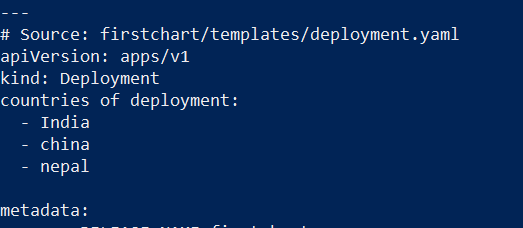 ---
# Source: firstchart/templates/deployment.yaml
apiVersion: apps/v1
kind: Deployment
countries of deployment:
  - India
  - china
  - nepal
metadata: